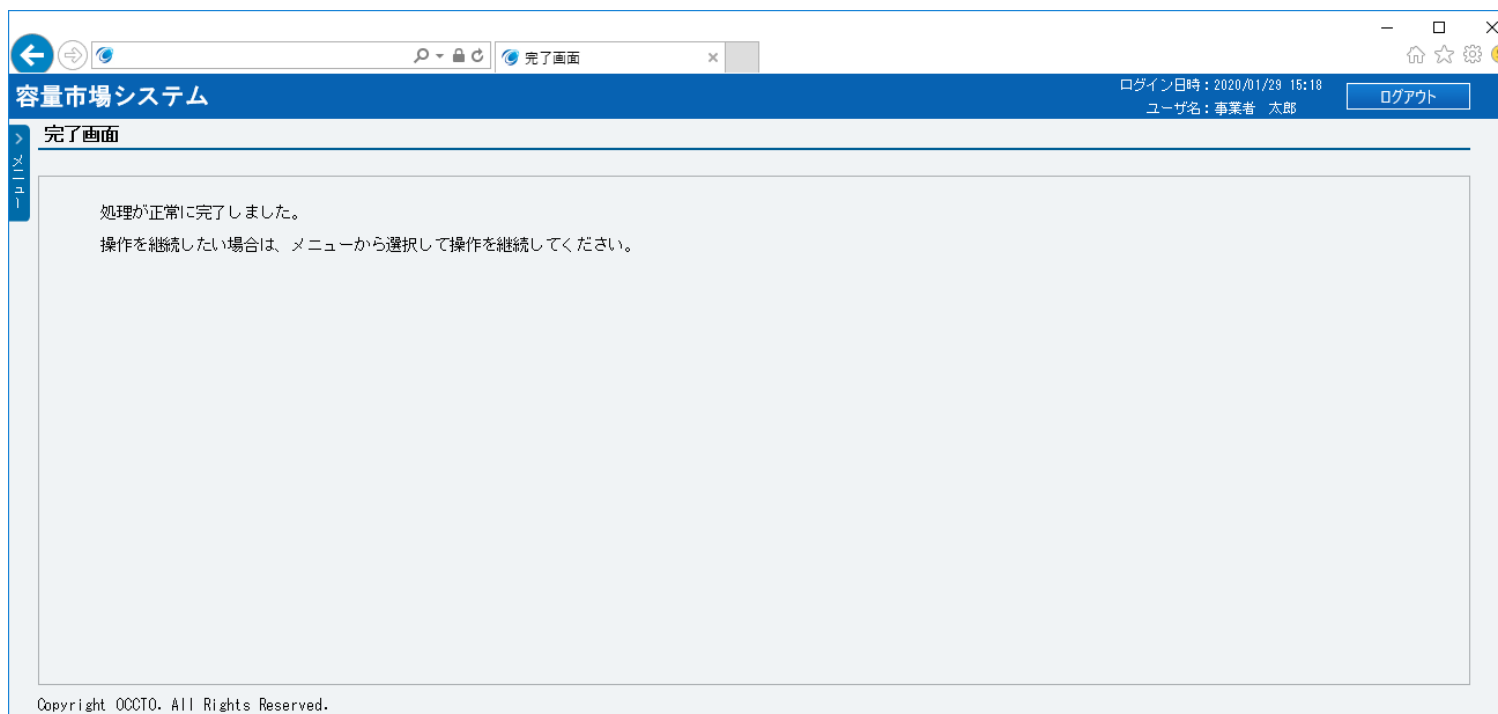 完了画面
容量市場システム
ログイン日時：2020/01/29 15:18
ユーザ名：事業者　太郎
ログアウト
＞メニュー
完了画面
処理が正常に完了しました。
操作を継続したい場合は、メニューから選択して操作を継続してください。
Copyright OCCTO. All Rights Reserved.